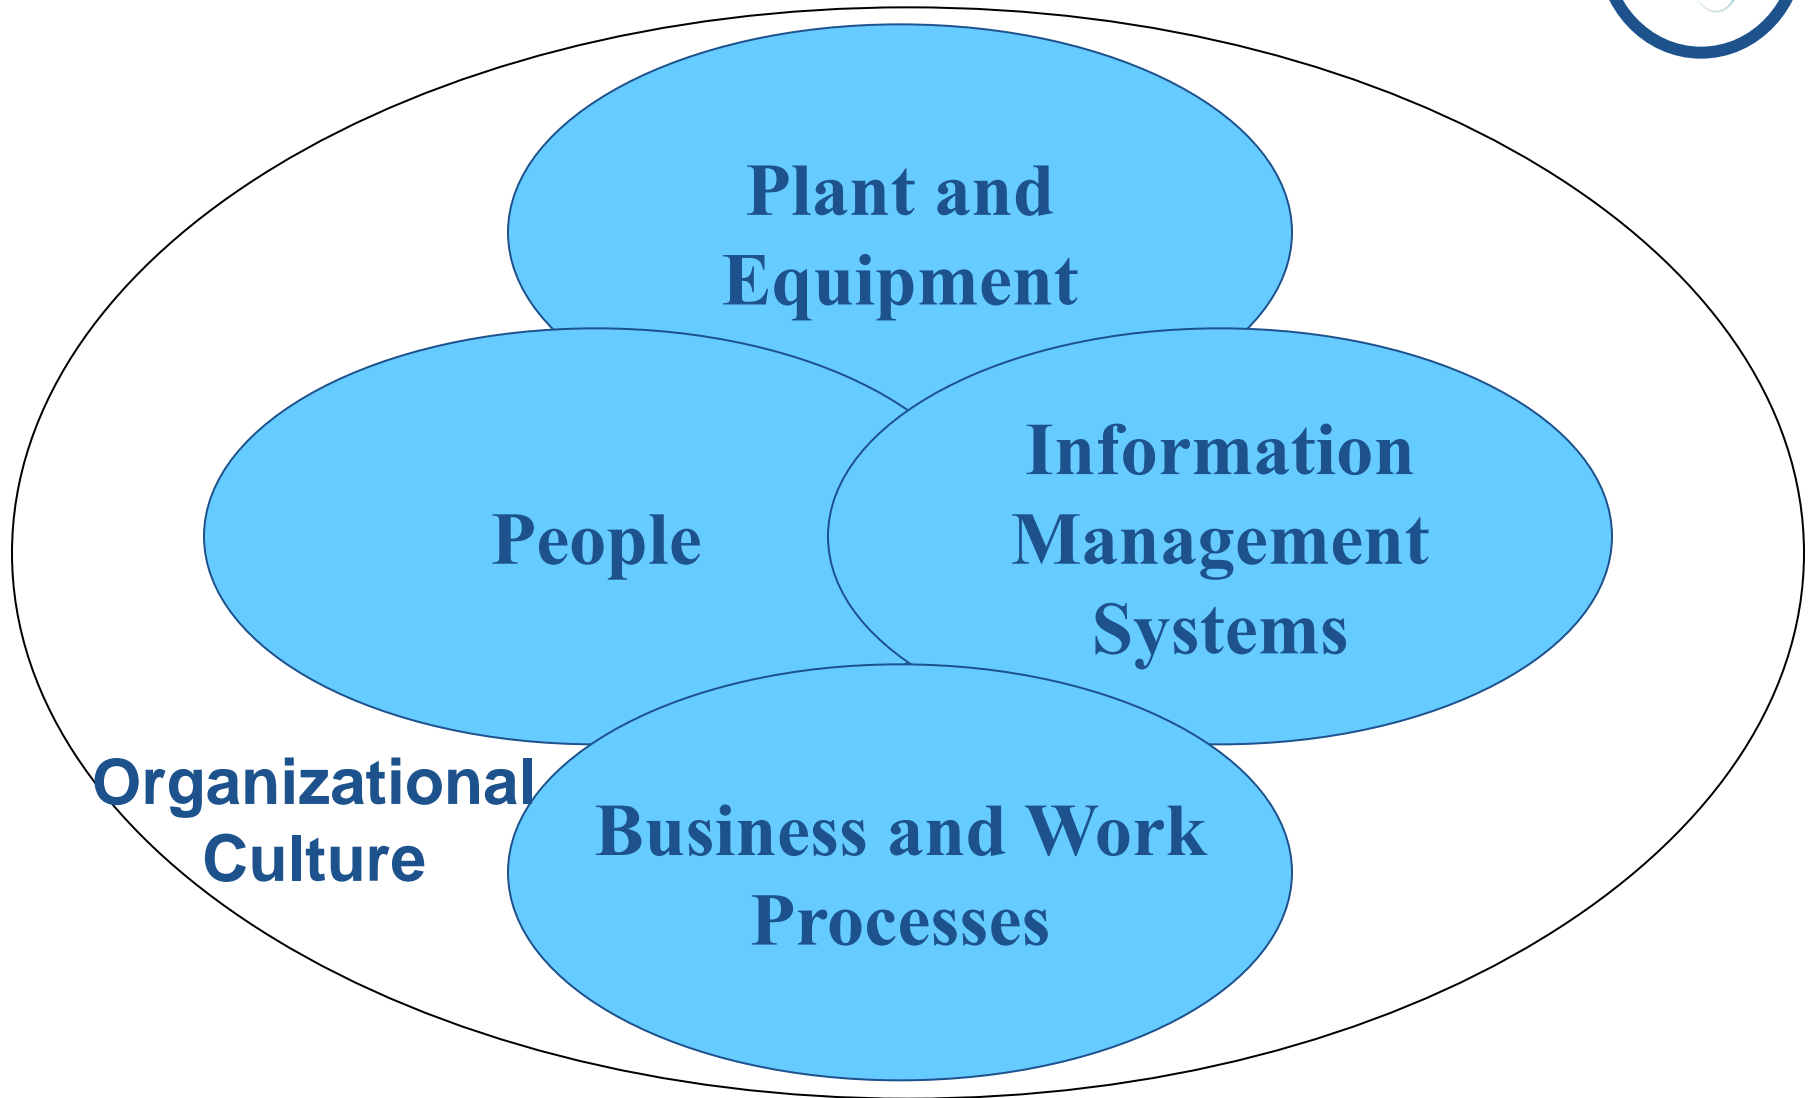 Plant and
Equipment
People
Information
Management
Systems
Organizational
Culture
Business and Work
Processes